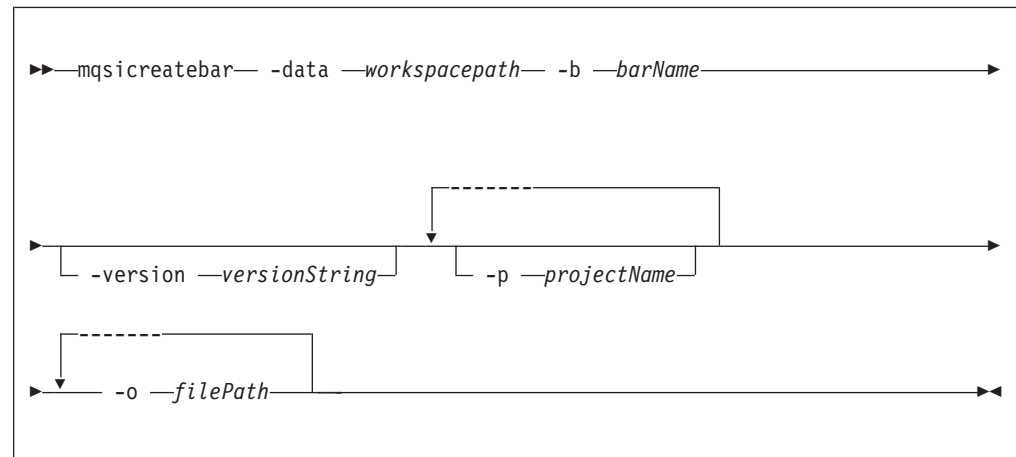 mqsicreatebar -data workspacepath -b barName
-version versionString -p projectName
-o filePath